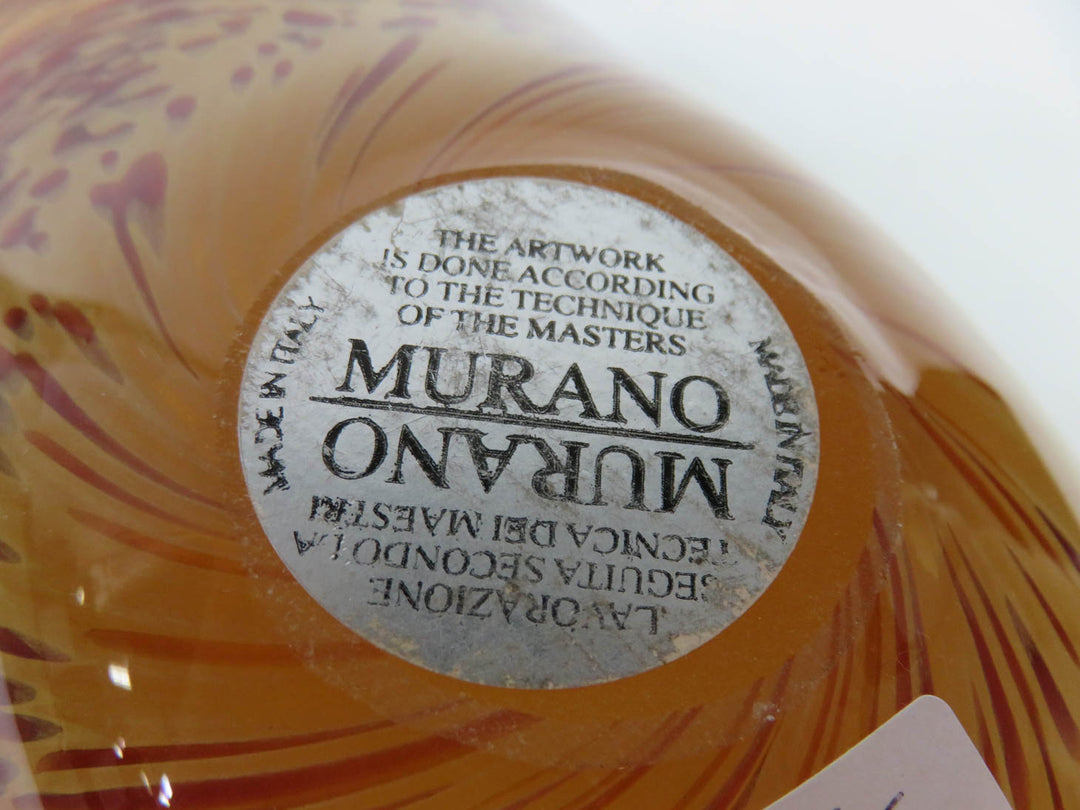 THE ARTWORK
IS DONE ACCORDING
TO THE TECHNIQUE
OF THE MASTERS
MURANO
MADE IN ITALY
MADE IN ITALY
LAVORAZIONE
SEGUITA SECONDO LA
TECNICA DEI MAESTRI
MURANO